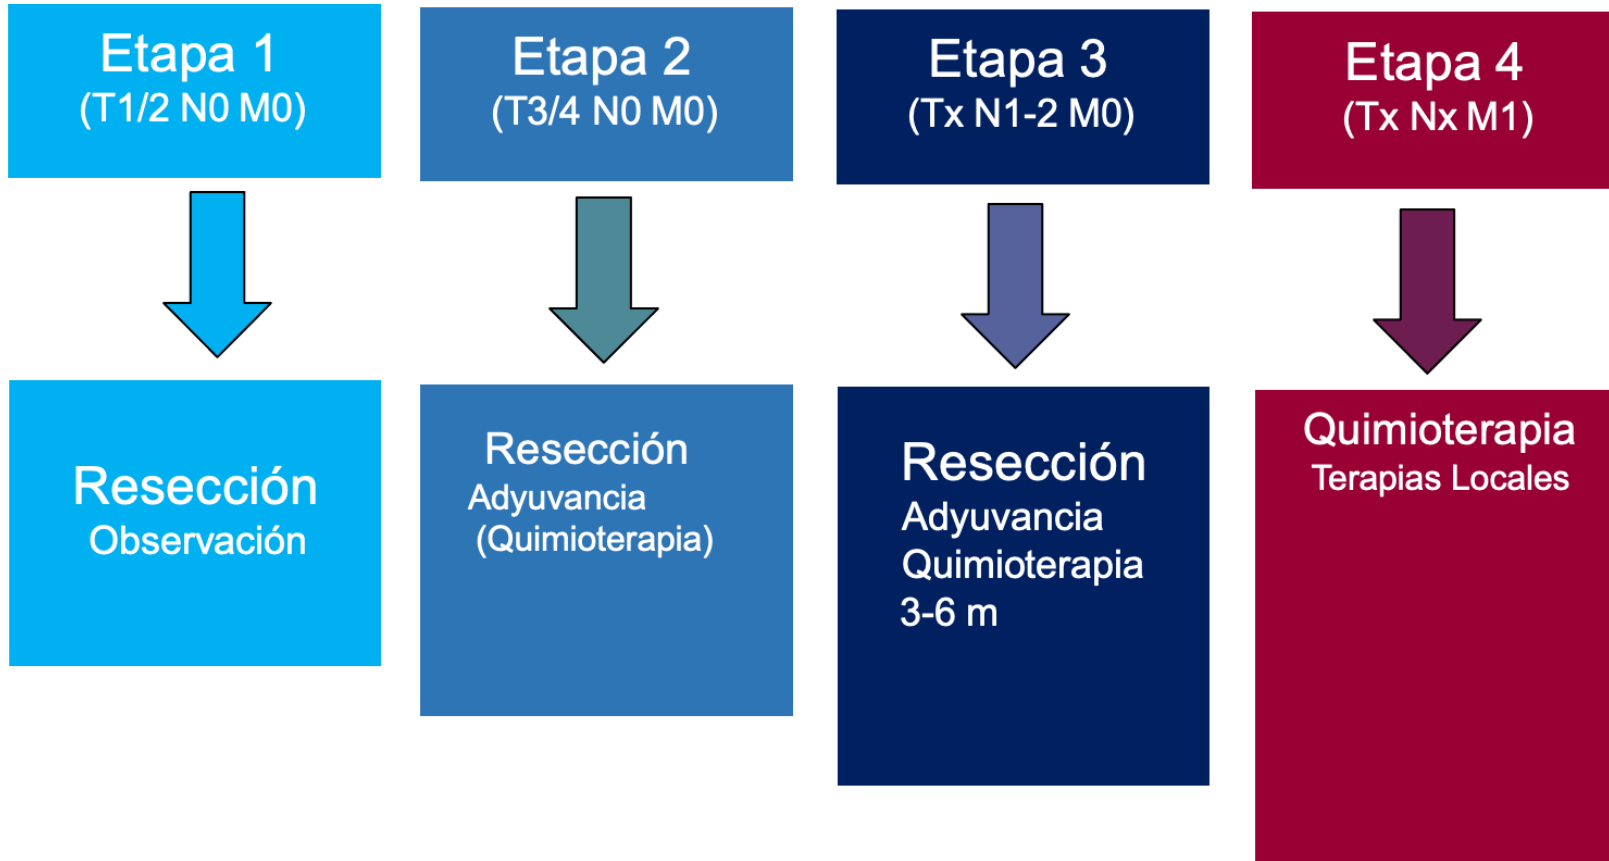 Etapa 1
(T1/2 N0 M0)
Etapa 2
(T3/4 N0 M0)
Etapa 3
(Tx N1-2 M0)
Etapa 4
(Tx Nx M1)
Resección
Observación
Resección
Adyuvancia
(Quimioterapia)
Resección
Adyuvancia
Quimioterapia
3-6 m
Quimioterapia
Terapias Locales